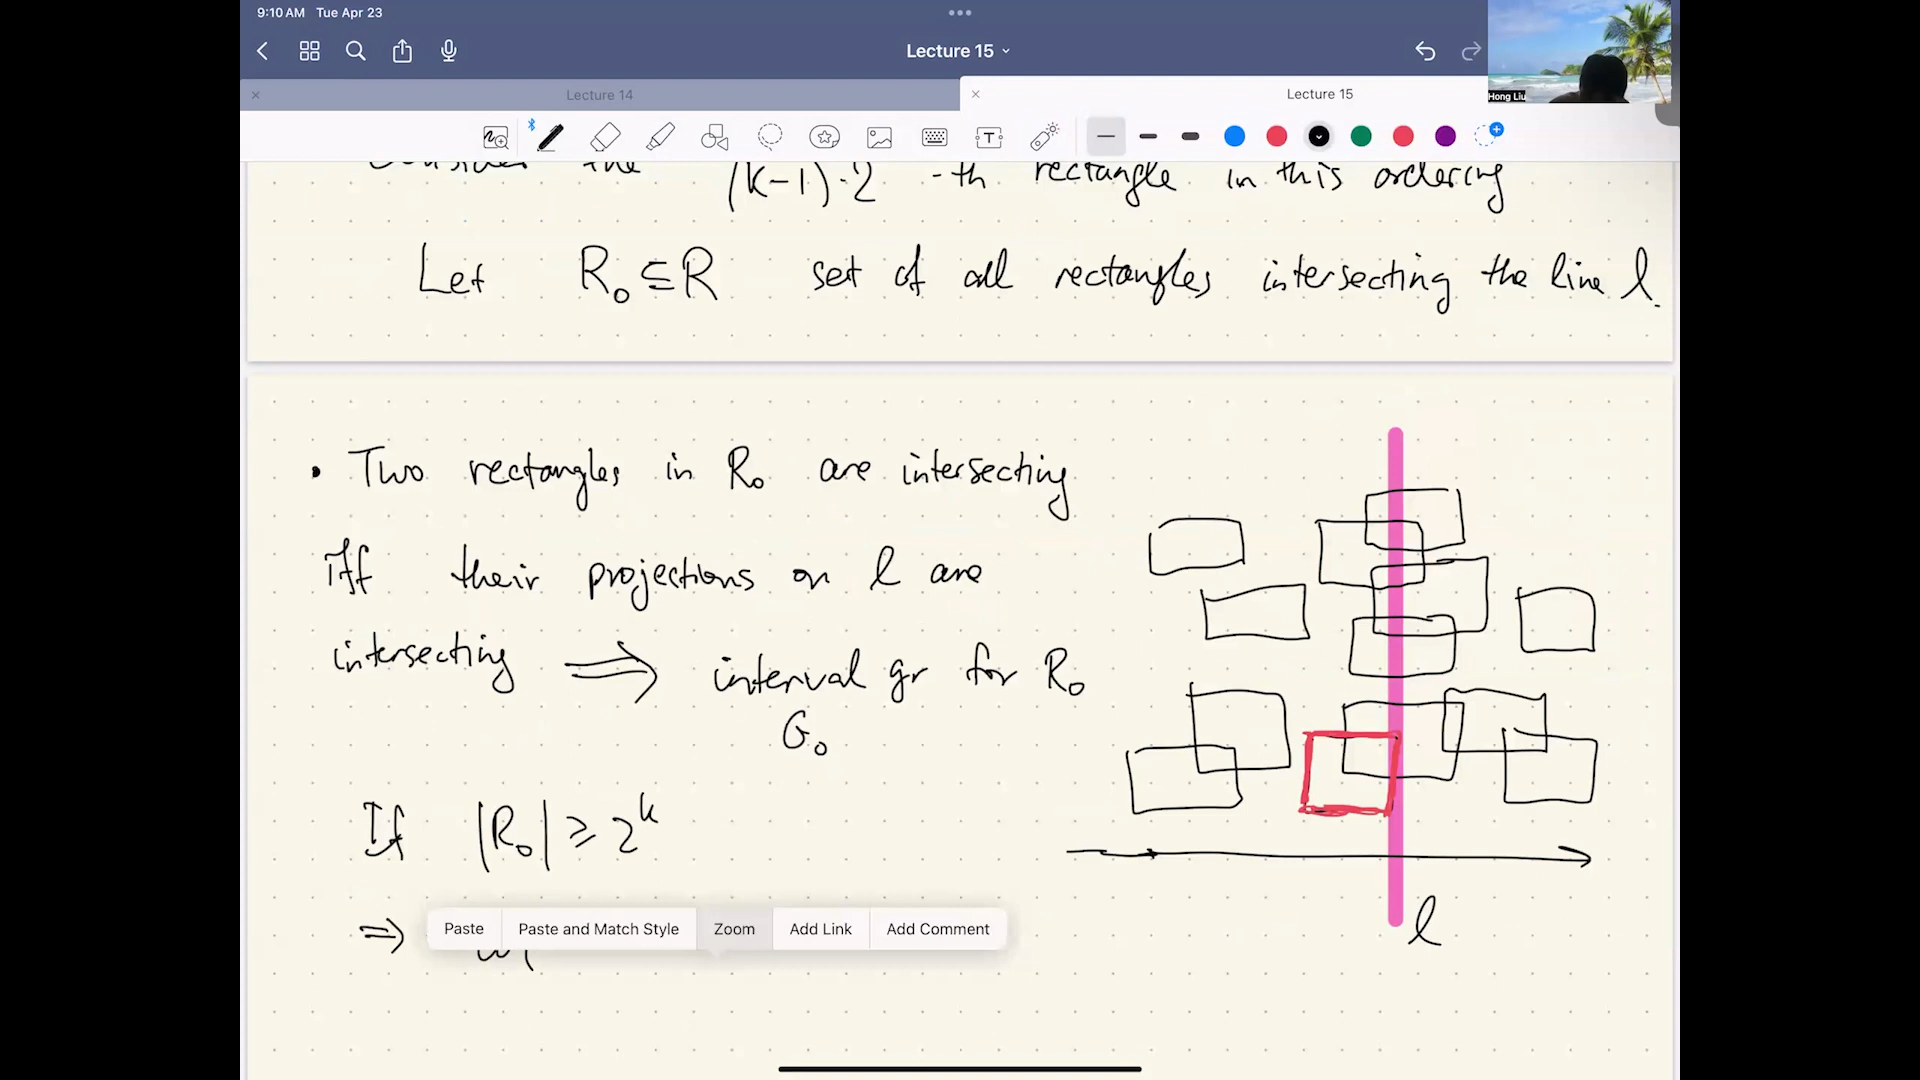 9:10 AM Tue Apr 23
Lecture 15
Hong Liu
Lecture 14
Lecture 15
Consider the (k-1)·2 -th rectangle in this ordering
Let R₀ ⊆ R set of all rectangles intersecting the line l.
• Two rectangles in R₀ are intersecting
iff their projections on l are
intersecting ⟹ interval gr for R₀
G₀
If |R₀| ⩾ 2ᵏ
⇒
Paste Paste and Match Style Zoom Add Link Add Comment
l